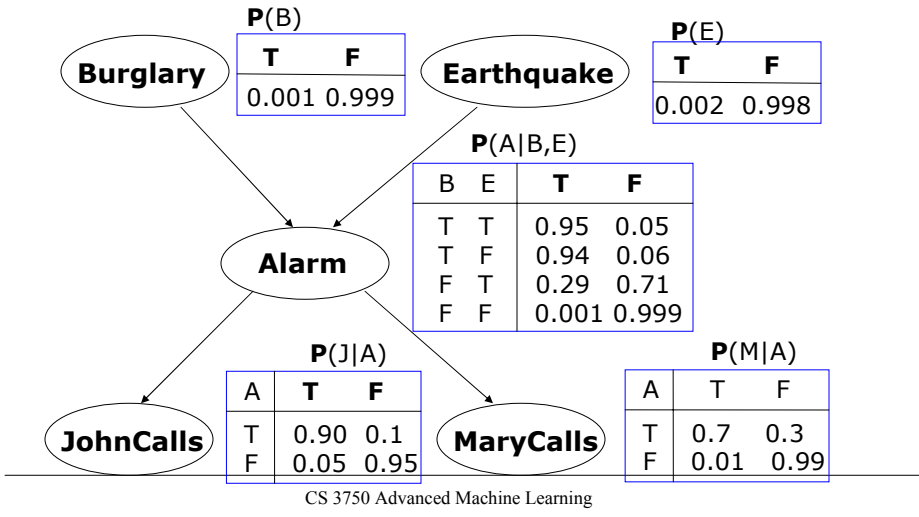 P(B)
T F
0.001 0.999
Burglary
P(E)
T F
0.002 0.998
Earthquake
P(A|B,E)
B E T F
T T 0.95 0.05
T F 0.94 0.06
F T 0.29 0.71
F F 0.001 0.999
Alarm
P(J|A)
A T F
T 0.90 0.1
F 0.05 0.95
JohnCalls
P(M|A)
A T F
T 0.7 0.3
F 0.01 0.99
MaryCalls
CS 3750 Advanced Machine Learning